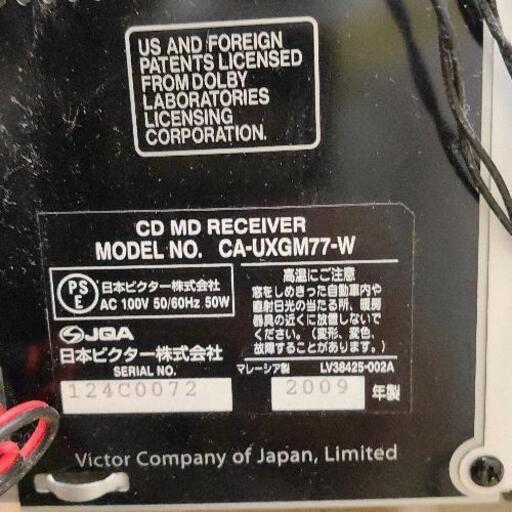 US AND FOREIGN
PATENTS LICENSED
FROM DOLBY
LABORATORIES
LICENSING
CORPORATION.
CD MD RECEIVER
MODEL NO. CA-UXGM77-W
PSE
日本ビクター株式会社
AC 100V 50/60Hz 50W
JQA
日本ビクター株式会社
SERIAL NO.
124C0072
高温にご注意
窓をしめきった自動車内や
直射日光の当たる所、暖房
器具の近くに放置しないで
ください。(変形、変色、
故障することがあります。)
マレーシア製 LV38425-002A
2009 年製
Victor Company of Japan, Limited